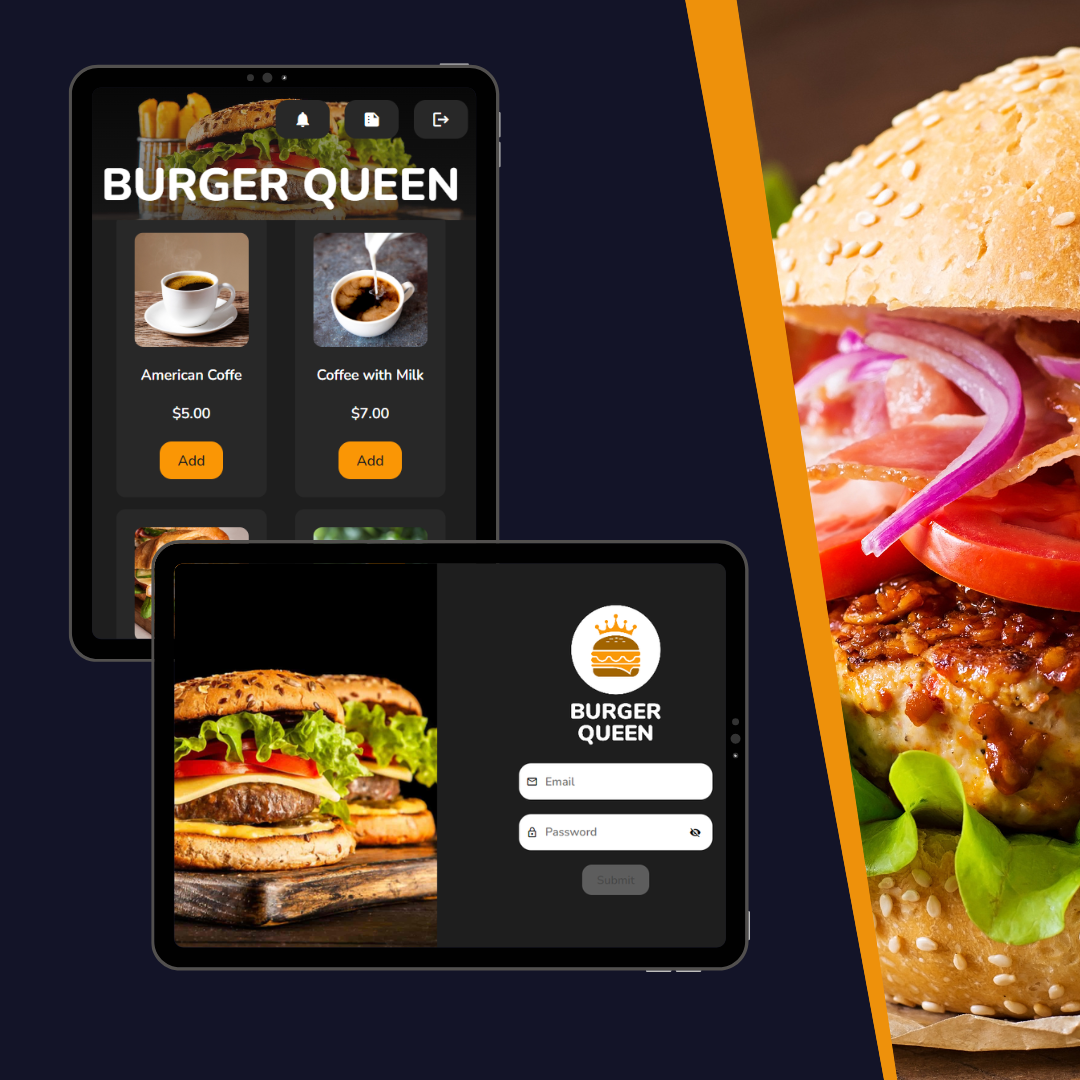 BURGER QUEEN
American Coffe
Coffee with Milk
$5.00
$7.00
Add
Add
BURGER
QUEEN
Email
Password
Submit